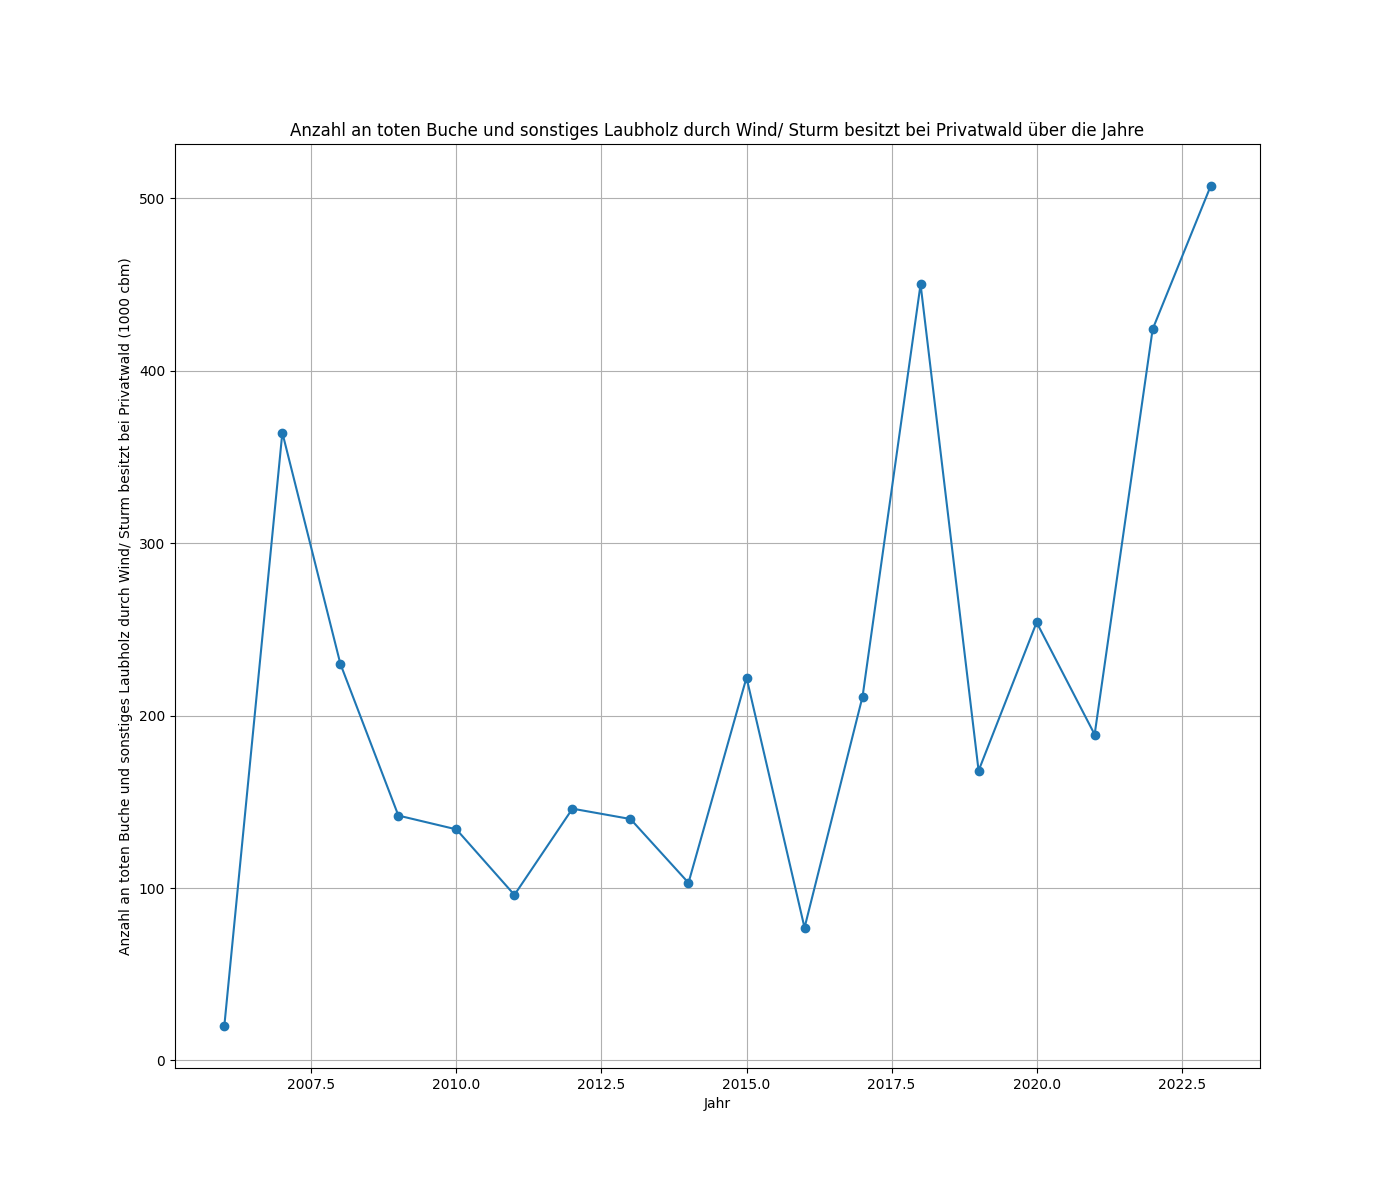 Anzahl an toten Buche und sonstiges Laubholz durch Wind/ Sturm besitzt bei Privatwald über die Jahre
Anzahl an toten Buche und sonstiges Laubholz durch Wind/ Sturm besitzt bei Privatwald (1000 cbm)
500
400
300
200
100
0
2007.5 2010.0 2012.5 2015.0 2017.5 2020.0 2022.5
Jahr